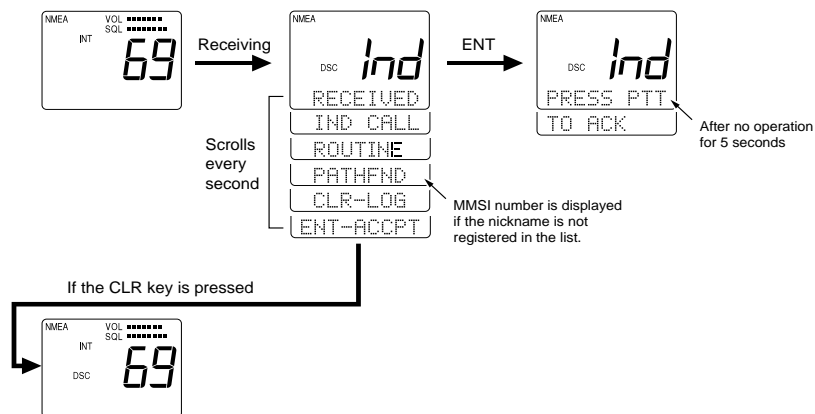 NMEA VOL
SQL
INT
69
Receiving
NMEA
DSC Ind
RECEIVED
IND CALL
ROUTINE
PATHFND
CLR-LOG
ENT-ACCPT
Scrolls
every
second
MMSI number is displayed
if the nickname is not
registered in the list.
ENT
NMEA
DSC Ind
PRESS PTT
TO ACK
After no operation
for 5 seconds
If the CLR key is pressed
NMEA VOL
SQL
INT
DSC 69